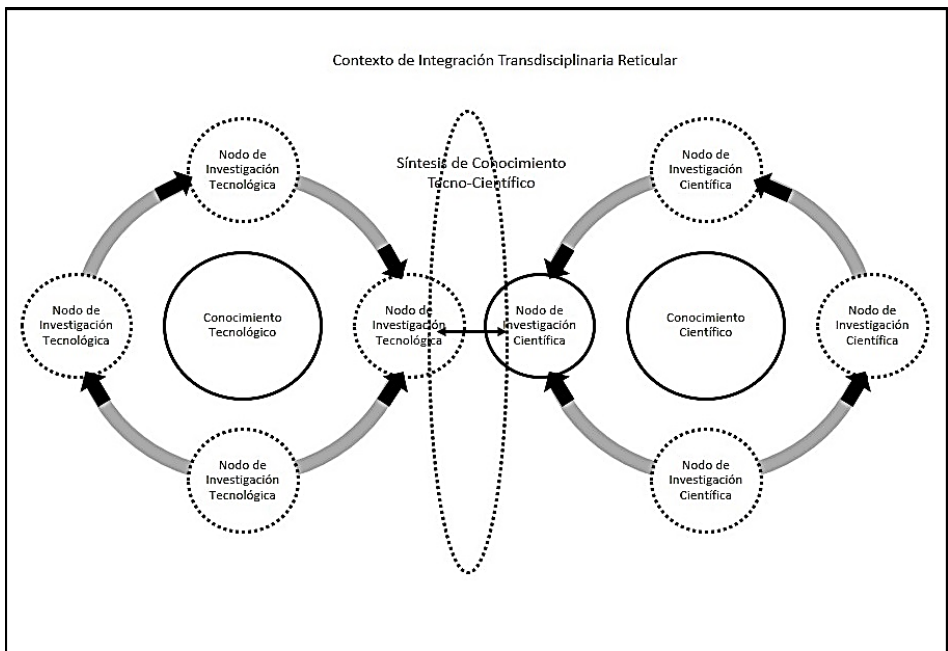 Contexto de Integración Transdisciplinaria Reticular
Síntesis de Conocimiento
Tecno-Científico
Nodo de
Investigación
Tecnológica
Nodo de
Investigación
Tecnológica
Conocimiento
Tecnológico
Nodo de
Investigación
Tecnológica
Nodo de
Investigación
Tecnológica
Nodo de
Investigación
Científica
Nodo de
Investigación
Científica
Conocimiento
Científico
Nodo de
Investigación
Científica
Nodo de
Investigación
Científica